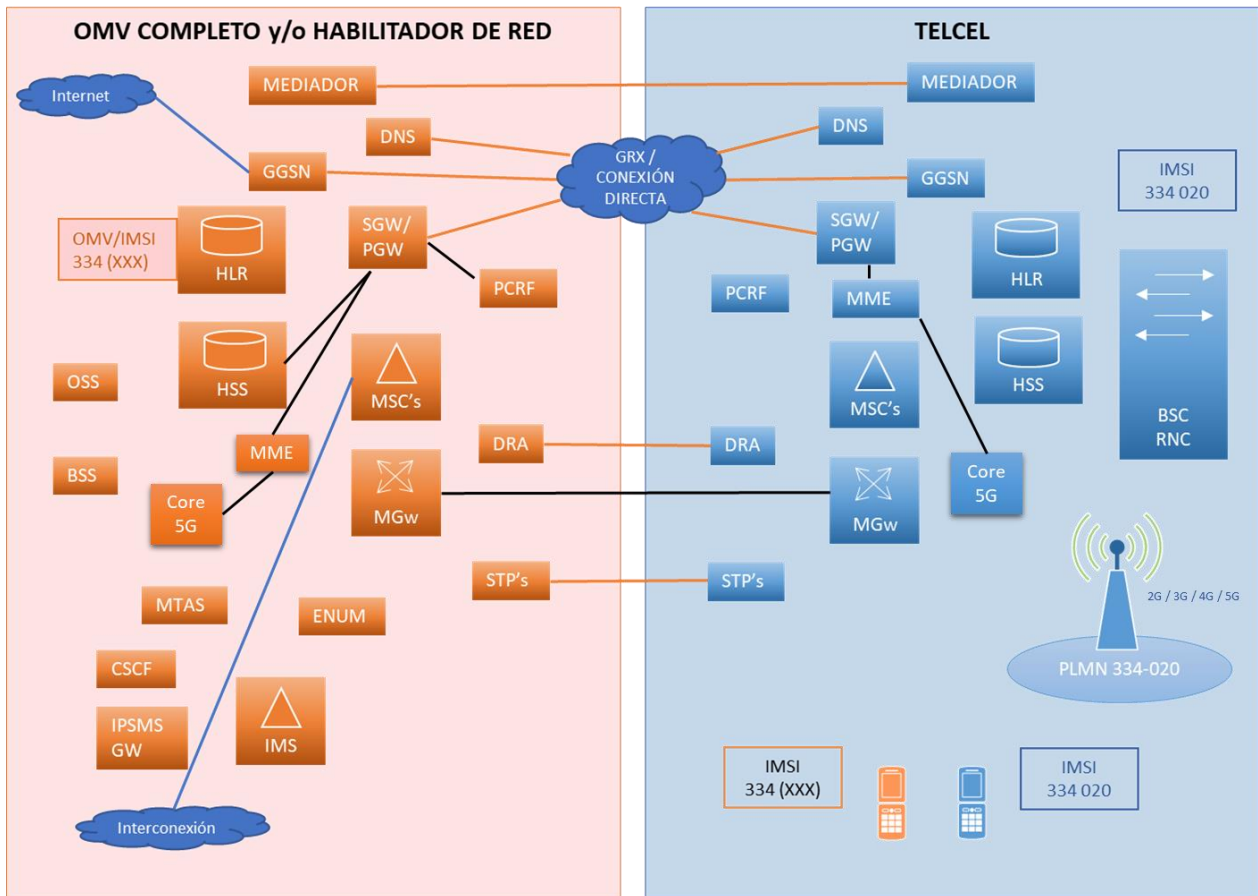 OMV COMPLETO y/o HABILITADOR DE RED
Internet
MEDIADOR
DNS
GGSN
GRX /
CONEXIÓN
DIRECTA
OMV/IMSI
334 (XXX)
HLR
SGW/
PGW
PCRF
HSS
OSS
MSC's
MME
DRA
BSS
Core
5G
MGw
STP's
MTAS
ENUM
CSCF
IPSMS
GW
IMS
Interconexión
TELCEL
MEDIADOR
DNS
GGSN
IMSI
334 020
SGW/
PGW
HLR
PCRF
MME
HSS
MSC's
BSC
RNC
DRA
Core
5G
MGw
STP's
2G / 3G / 4G / 5G
PLMN 334-020
IMSI
334 (XXX)
IMSI
334 020